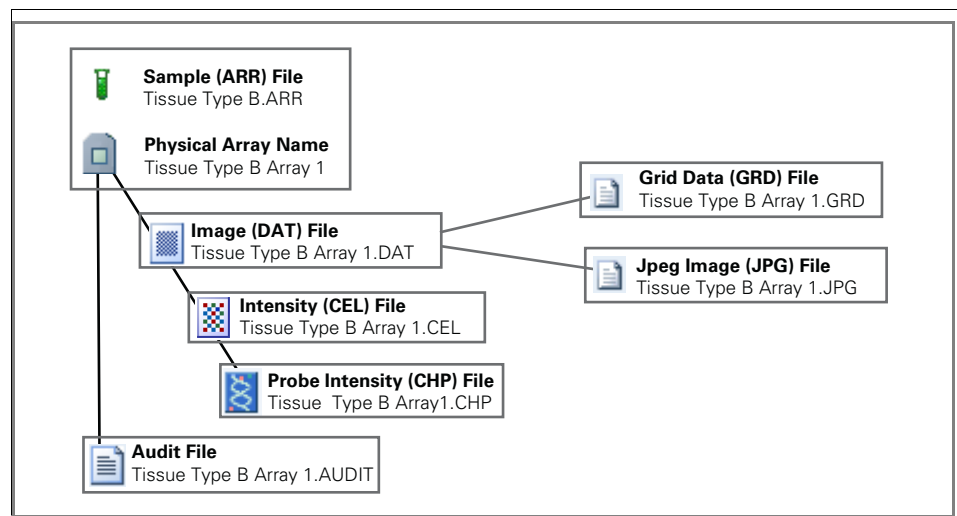 Sample (ARR) File
Tissue Type B.ARR
Physical Array Name
Tissue Type B Array 1
Grid Data (GRD) File
Tissue Type B Array 1.GRD
Image (DAT) File
Tissue Type B Array 1.DAT
Jpeg Image (JPG) File
Tissue Type B Array 1.JPG
Intensity (CEL) File
Tissue Type B Array 1.CEL
Probe Intensity (CHP) File
Tissue  Type B Array1.CHP
Audit File
Tissue Type B Array 1.AUDIT